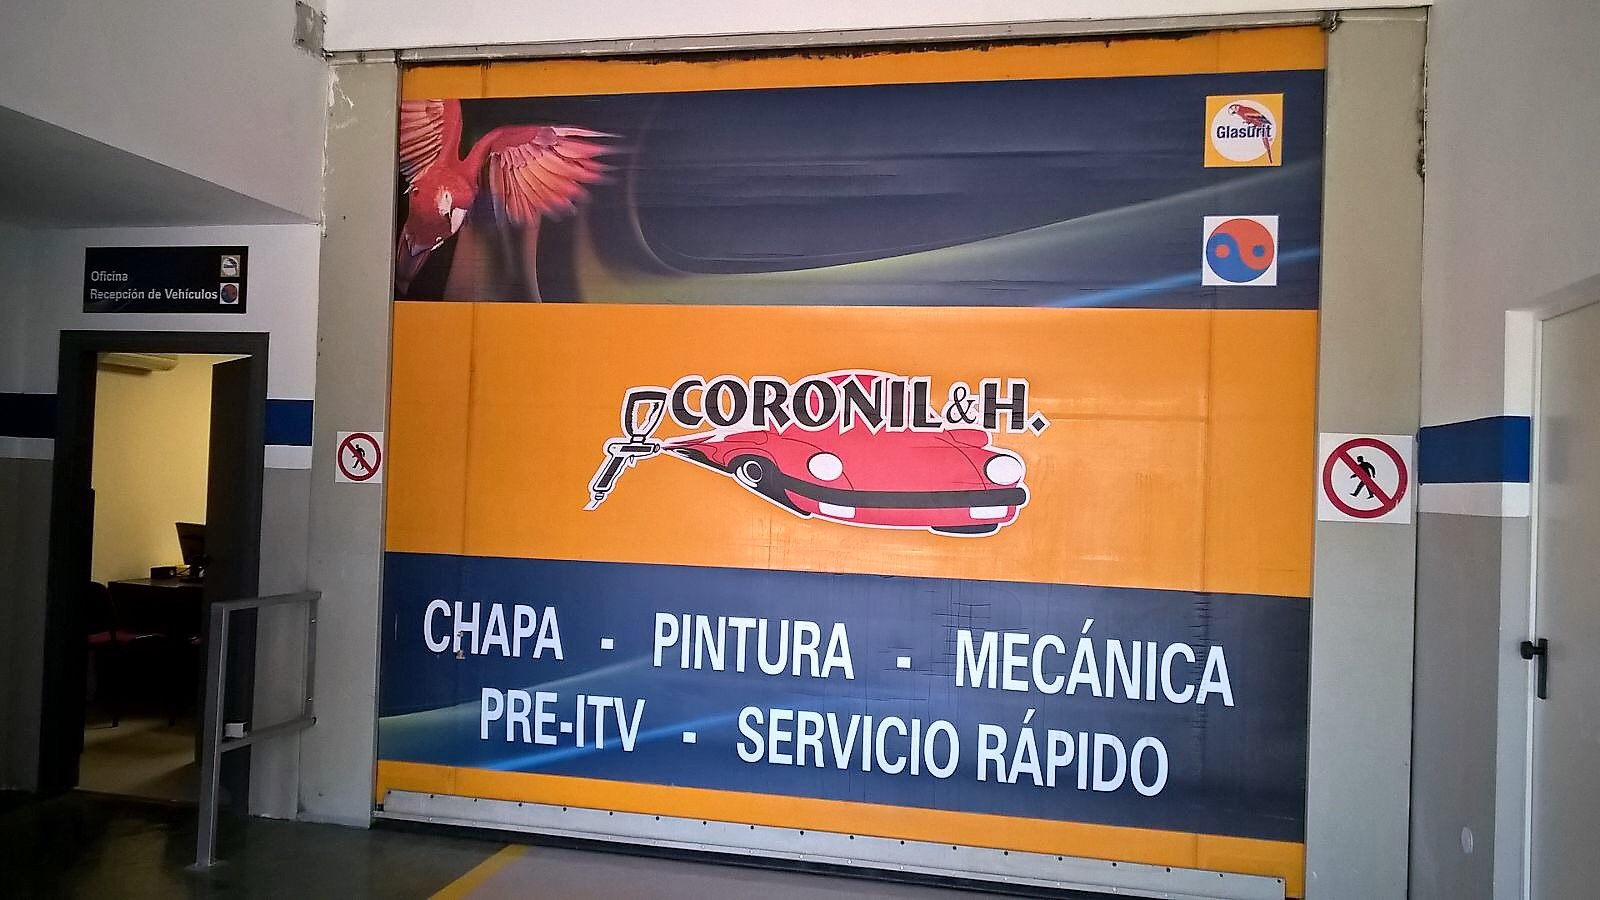 Glasurit
Oficina
Recepción de Vehículos
CORONIL & H.
CHAPA - PINTURA - MECÁNICA
PRE-ITV - SERVICIO RÁPIDO